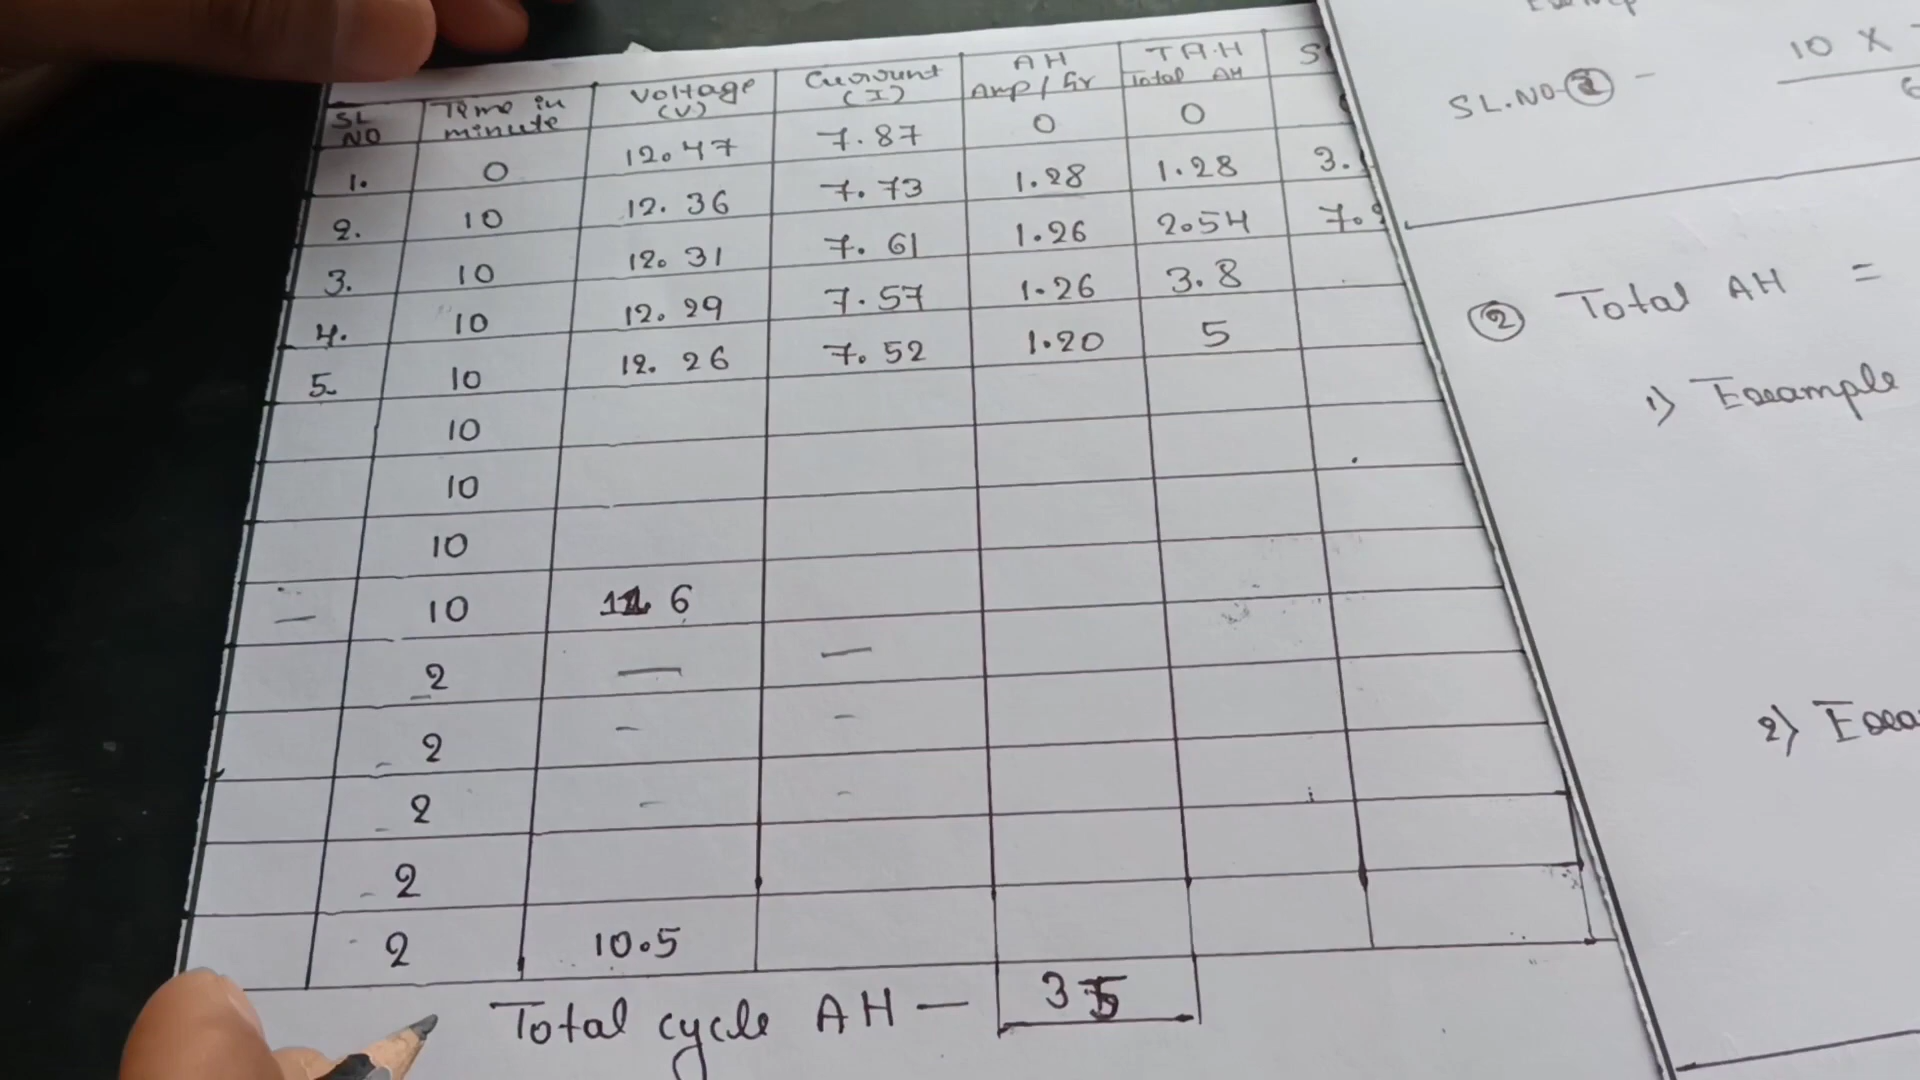 SL NO Time in minute Voltage (V) Current (I) AH Amp/hr T A.H Total AH S
1. 0 12.47 7.87 0 0
2. 10 12.36 7.73 1.28 1.28 3.
3. 10 12.31 7.61 1.26 2.54 7.9
4. 10 12.29 7.57 1.26 3.8
5. 10 12.26 7.52 1.20 5
10
10
10
— 10 6
2 — —
2 - -
2 - -
2
2 10.5
Total cycle AH — 35
10 X
SL.NO-② - 6
② Total AH =
1) Example
2) Exa